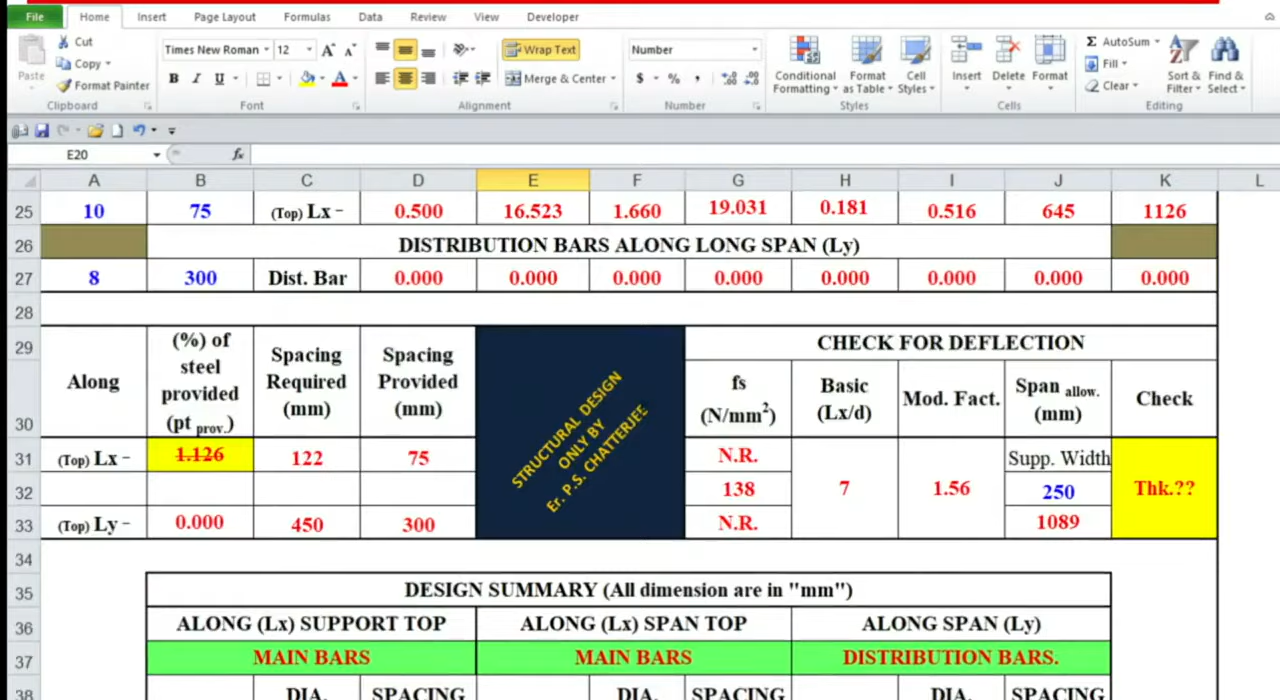 File Home Insert Page Layout Formulas Data Review View Developer
Paste Cut Copy Format Painter
Times New Roman 12 A A
B I U A
Wrap Text
Merge & Center
Number
$ % ,
Conditional Formatting Format as Table Cell Styles Insert Delete Format
Σ AutoSum Fill Clear Sort & Filter Find & Select
Clipboard Font Alignment Number Styles Cells Editing
E20 fx
A B C D E F G H I J K L
25 10 75 (Top) Lx − 0.500 16.523 1.660 19.031 0.181 0.516 645 1126
26 DISTRIBUTION BARS ALONG LONG SPAN (Ly)
27 8 300 Dist. Bar 0.000 0.000 0.000 0.000 0.000 0.000 0.000 0.000
28
29 CHECK FOR DEFLECTION
30 Along (%) of steel provided (pt prov.) Spacing Required (mm) Spacing Provided (mm) fs (N/mm²) Basic (Lx/d) Mod. Fact. Span allow. (mm) Check
STRUCTURAL DESIGN
ONLY BY
Er. P.S. CHATTERJEE
31 (Top) Lx − 1.126 122 75 N.R. Supp. Width
32 138 7 1.56 250 Thk.??
33 (Top) Ly − 0.000 450 300 N.R. 1089
34
35 DESIGN SUMMARY (All dimension are in "mm")
36 ALONG (Lx) SUPPORT TOP ALONG (Lx) SPAN TOP ALONG SPAN (Ly)
37 MAIN BARS MAIN BARS DISTRIBUTION BARS.
38 DIA. SPACING DIA. SPACING DIA. SPACING